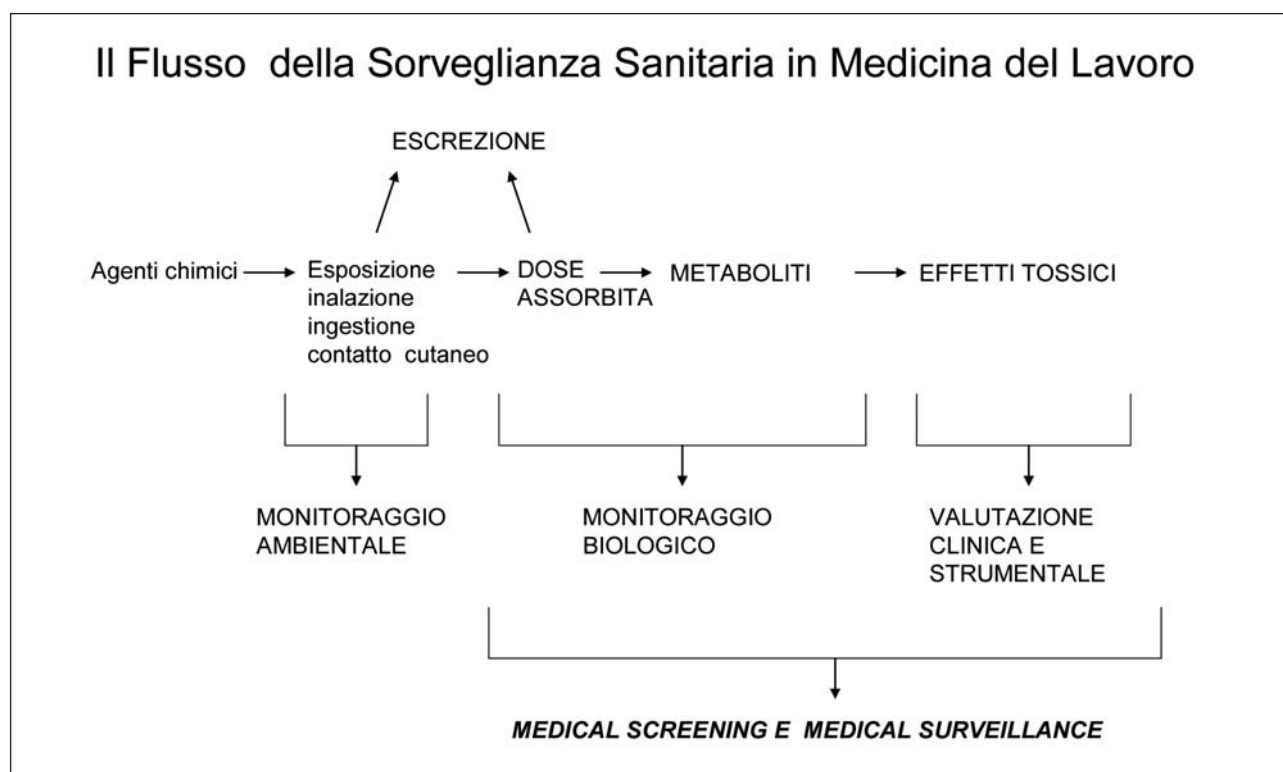 Il Flusso della Sorveglianza Sanitaria in Medicina del Lavoro
ESCREZIONE
Agenti chimici
Esposizione
inalazione
ingestione
contatto cutaneo
DOSE
ASSORBITA
METABOLITI
EFFETTI TOSSICI
MONITORAGGIO
AMBIENTALE
MONITORAGGIO
BIOLOGICO
VALUTAZIONE
CLINICA E
STRUMENTALE
MEDICAL SCREENING E MEDICAL SURVEILLANCE